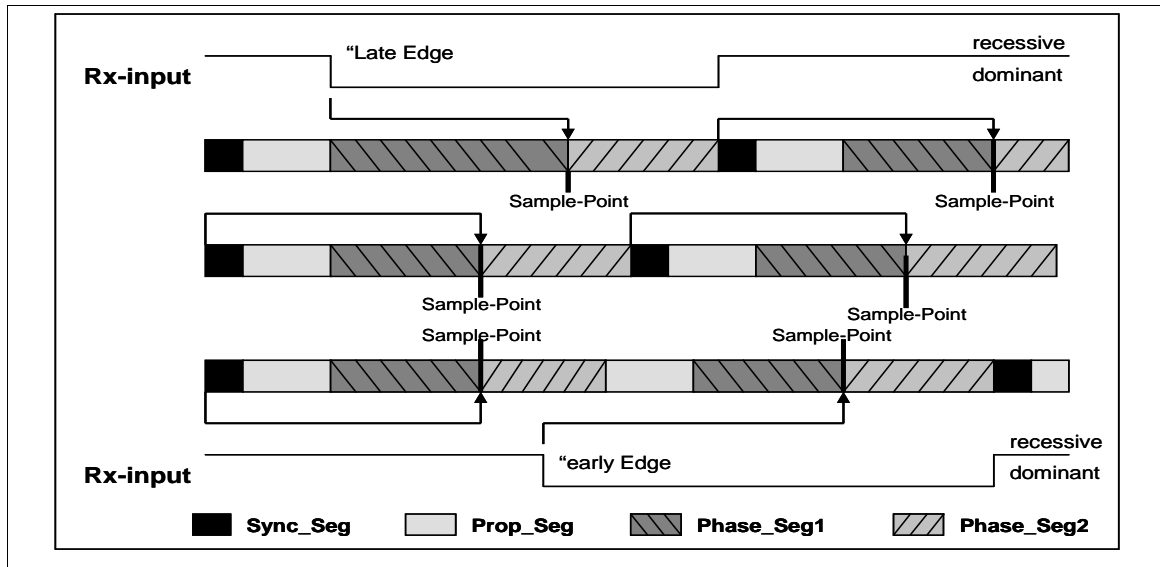 “Late Edge
recessive
Rx-input
dominant
Sample-Point
Sample-Point
Sample-Point
Sample-Point
Sample-Point
Sample-Point
“early Edge
recessive
Rx-input
dominant
Sync_Seg
Prop_Seg
Phase_Seg1
Phase_Seg2